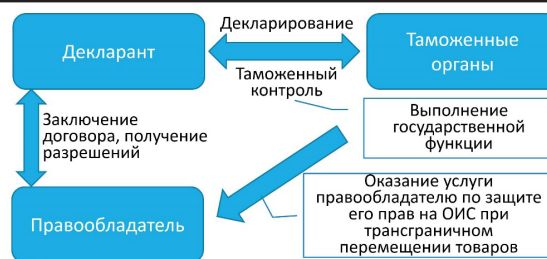 Декларант
Декларирование
Таможенный
контроль
Таможенные
органы
Заключение
договора, получение
разрешений
Выполнение
государственной
функции
Правообладатель
Оказание услуги
правообладателю по защите
его прав на ОИС при
трансграничном
перемещении товаров